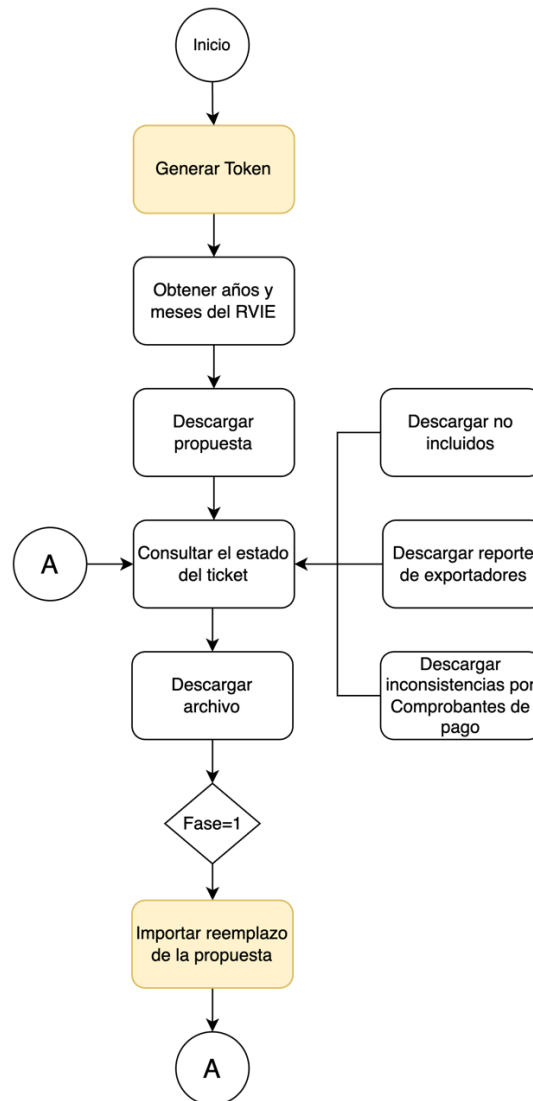 Inicio
Generar Token
Obtener años y
meses del RVIE
Descargar
propuesta
Descargar no
incluidos
A
Consultar el estado
del ticket
Descargar reporte
de exportadores
Descargar
archivo
Descargar
inconsistencias por
Comprobantes de
pago
Fase=1
Importar reemplazo
de la propuesta
A